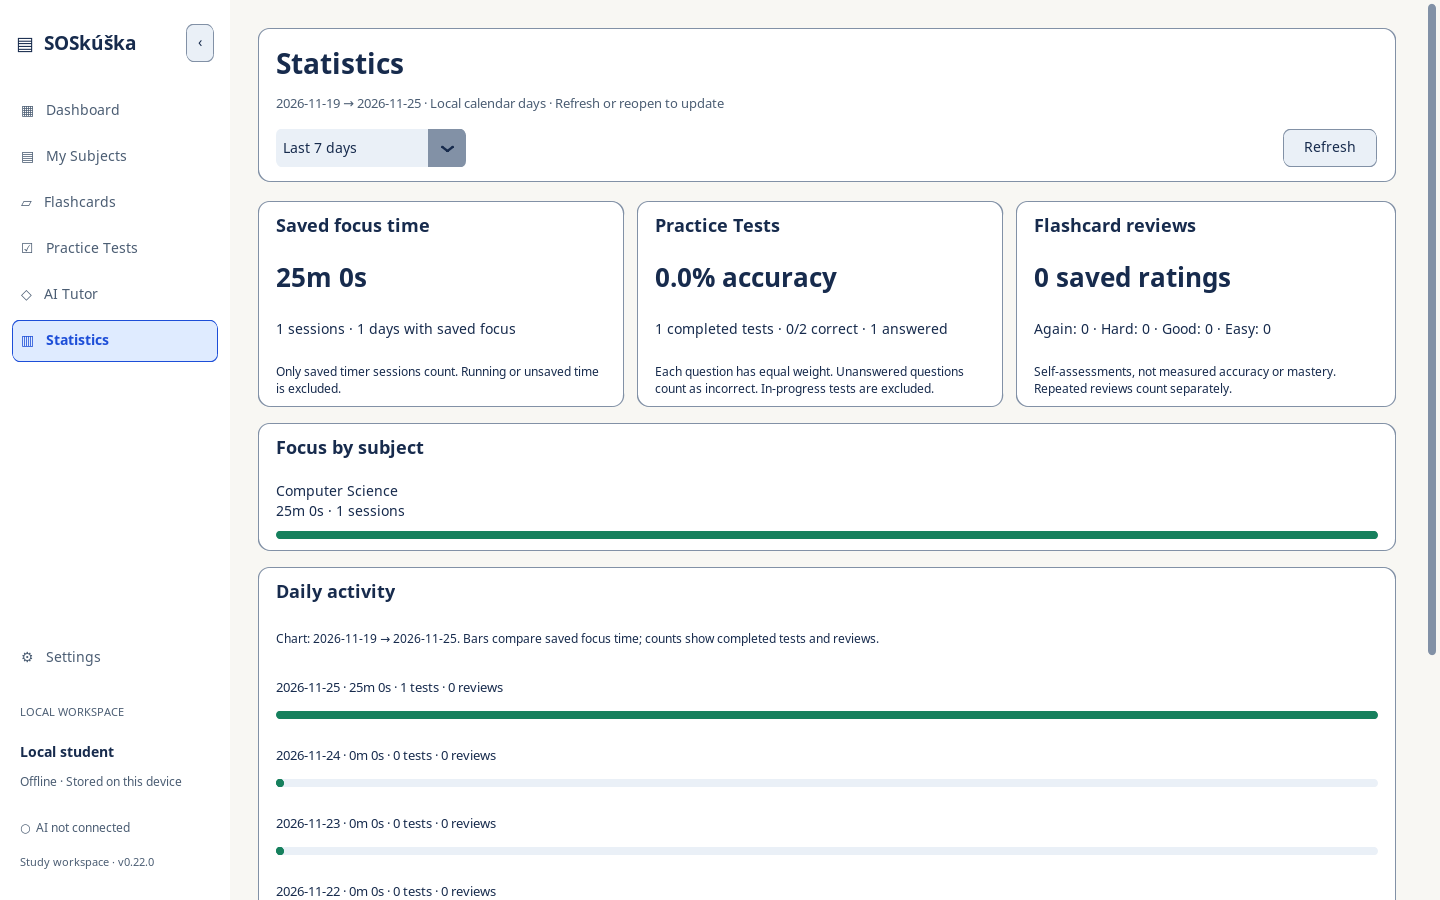 SOSkúška
‹
Dashboard
My Subjects
Flashcards
Practice Tests
AI Tutor
Statistics
Settings
LOCAL WORKSPACE
Local student
Offline · Stored on this device
AI not connected
Study workspace · v0.22.0
Statistics
2026-11-19 → 2026-11-25 · Local calendar days · Refresh or reopen to update
Last 7 days
Refresh
Saved focus time
25m 0s
1 sessions · 1 days with saved focus
Only saved timer sessions count. Running or unsaved time
is excluded.
Practice Tests
0.0% accuracy
1 completed tests · 0/2 correct · 1 answered
Each question has equal weight. Unanswered questions
count as incorrect. In-progress tests are excluded.
Flashcard reviews
0 saved ratings
Again: 0 · Hard: 0 · Good: 0 · Easy: 0
Self-assessments, not measured accuracy or mastery.
Repeated reviews count separately.
Focus by subject
Computer Science
25m 0s · 1 sessions
Daily activity
Chart: 2026-11-19 → 2026-11-25. Bars compare saved focus time; counts show completed tests and reviews.
2026-11-25 · 25m 0s · 1 tests · 0 reviews
2026-11-24 · 0m 0s · 0 tests · 0 reviews
2026-11-23 · 0m 0s · 0 tests · 0 reviews
2026-11-22 · 0m 0s · 0 tests · 0 reviews